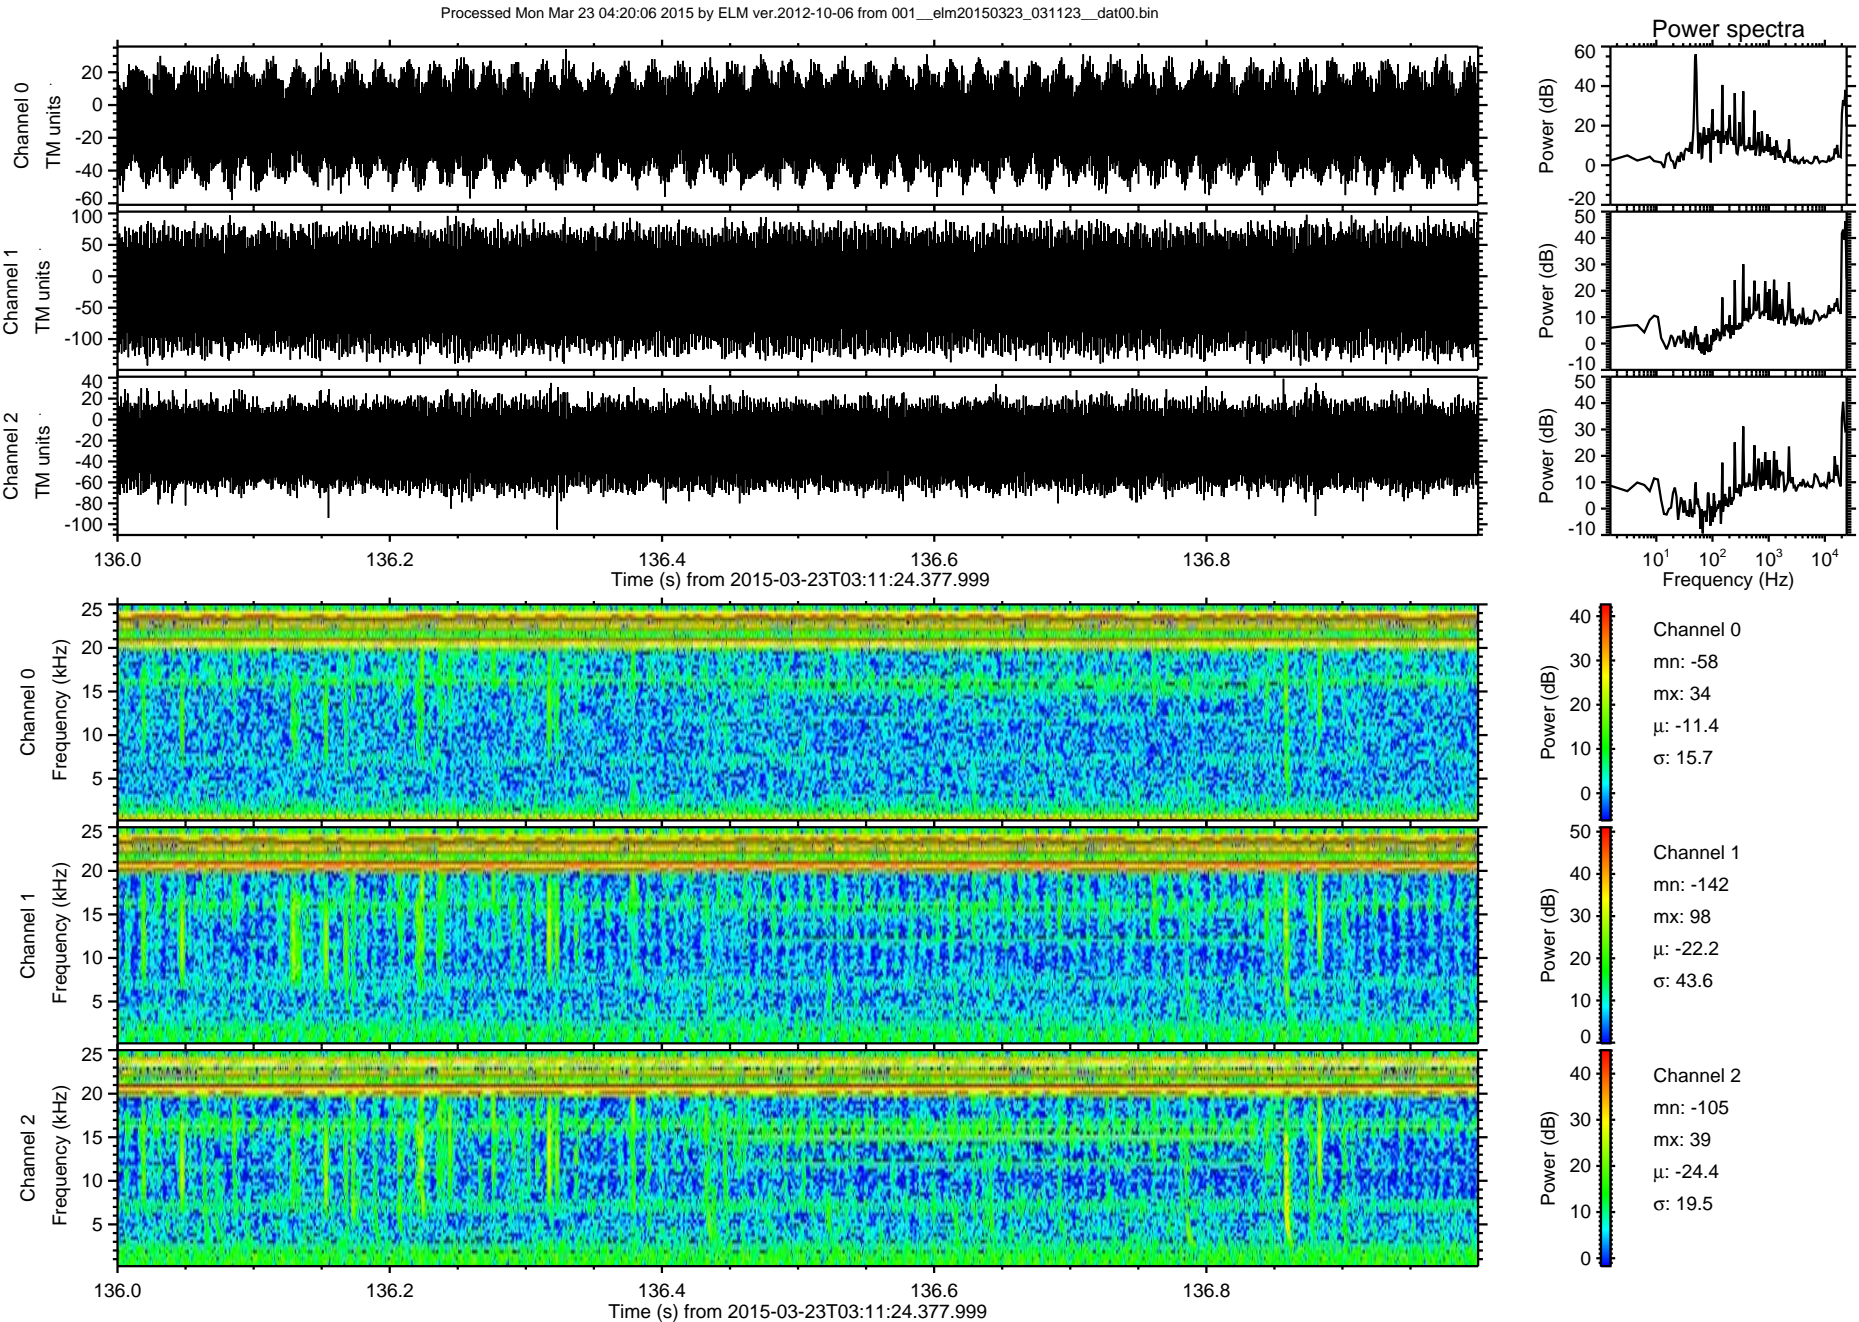 Processed Mon Mar 23 04:20:06 2015 by ELM ver.2012-10-06 from 001__elm20150323_031123__dat00.bin
Power spectra
Channel 0
TM units
20
0
-20
-40
-60
Power (dB)
60
40
20
0
-20
Channel 1
TM units
100
50
0
-50
-100
Power (dB)
50
40
30
20
10
0
-10
Channel 2
TM units
40
20
0
-20
-40
-60
-80
-100
Power (dB)
50
40
30
20
10
0
-10
136.0 136.2 136.4 136.6 136.8
Time (s) from 2015-03-23T03:11:24.377.999
10¹ 10² 10³ 10⁴
Frequency (Hz)
Channel 0
Frequency (kHz)
25
20
15
10
5
Power (dB)
40
30
20
10
0
Channel 0
mn: -58
mx: 34
μ: -11.4
σ: 15.7
Channel 1
Frequency (kHz)
25
20
15
10
5
Power (dB)
50
40
30
20
10
0
Channel 1
mn: -142
mx: 98
μ: -22.2
σ: 43.6
Channel 2
Frequency (kHz)
25
20
15
10
5
Power (dB)
40
30
20
10
0
Channel 2
mn: -105
mx: 39
μ: -24.4
σ: 19.5
136.0 136.2 136.4 136.6 136.8
Time (s) from 2015-03-23T03:11:24.377.999